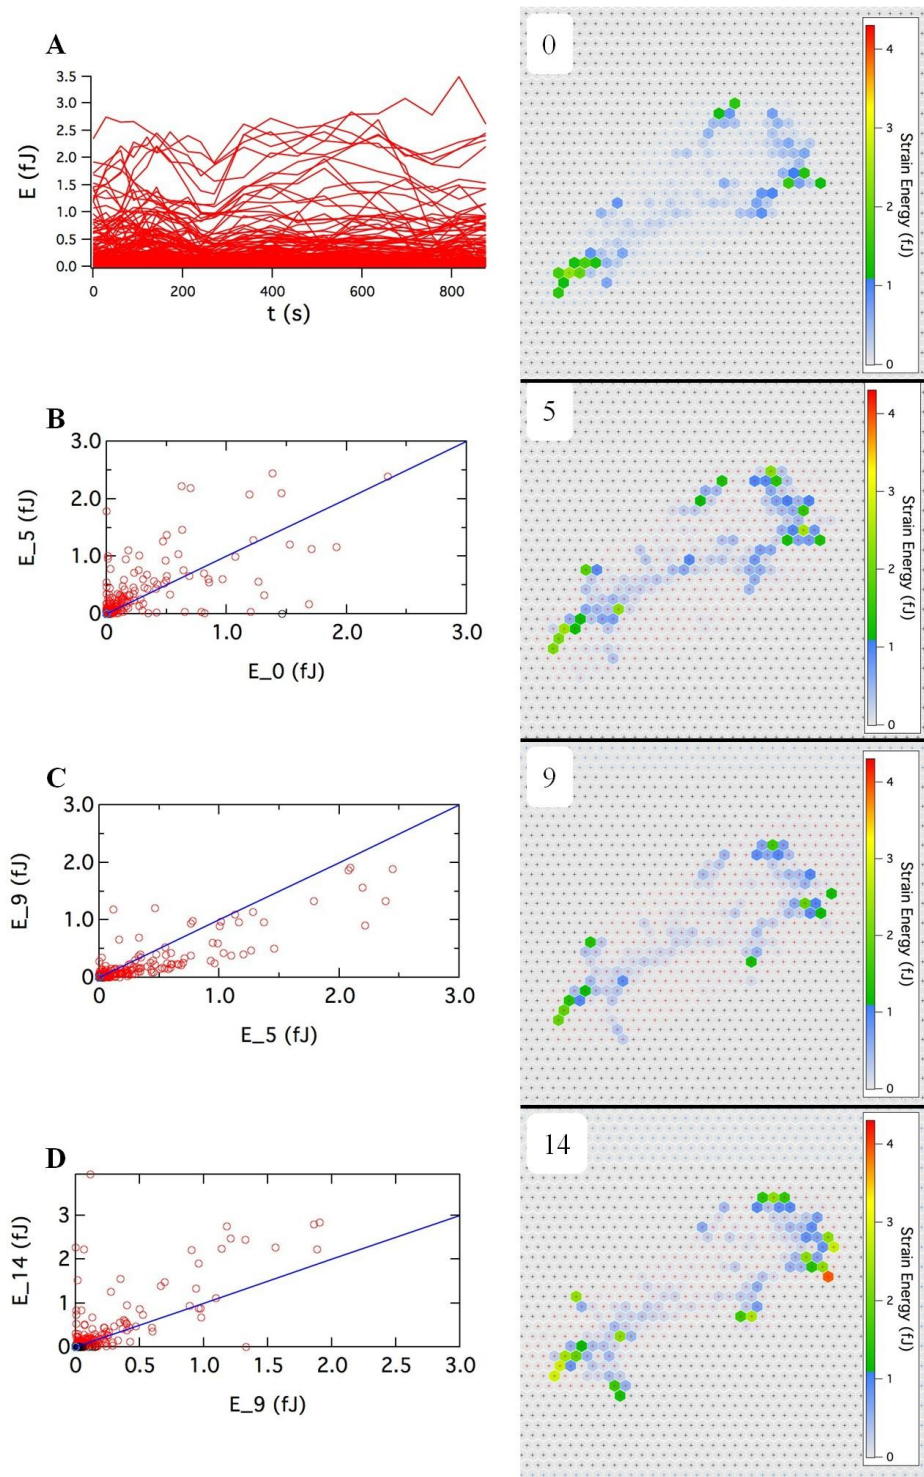 A
3.5
3.0
2.5
2.0
1.5
1.0
0.5
0.0
E (fJ)
0 200 400 600 800
t (s)
0
4
3
2
1
0
Strain Energy (fJ)
B
3.0
2.0
1.0
0
E_5 (fJ)
0 1.0 2.0 3.0
E_0 (fJ)
5
4
3
2
1
0
Strain Energy (fJ)
C
3.0
2.0
1.0
0
E_9 (fJ)
0 1.0 2.0 3.0
E_5 (fJ)
9
4
3
2
1
0
Strain Energy (fJ)
D
3
2
1
0
E_14 (fJ)
0 0.5 1.0 1.5 2.0 2.5 3.0
E_9 (fJ)
14
4
3
2
1
0
Strain Energy (fJ)